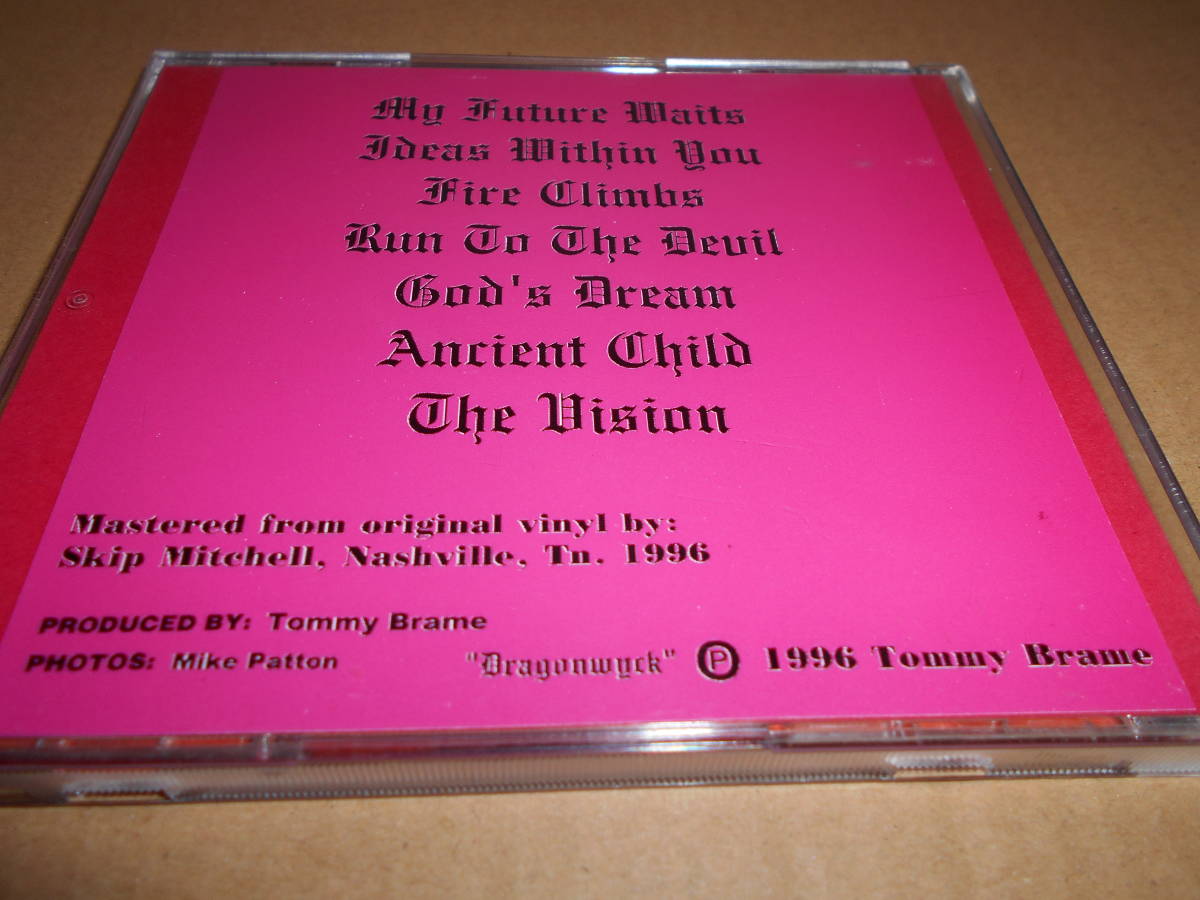 My Future Waits
Ideas Within You
Fire Climbs
Run To The Devil
God's Dream
Ancient Child
The Vision
Mastered from original vinyl by:
Skip Mitchell, Nashville, Tn. 1996
PRODUCED BY: Tommy Brame
PHOTOS: Mike Patton
"Dragonwyck" Ⓟ 1996 Tommy Brame